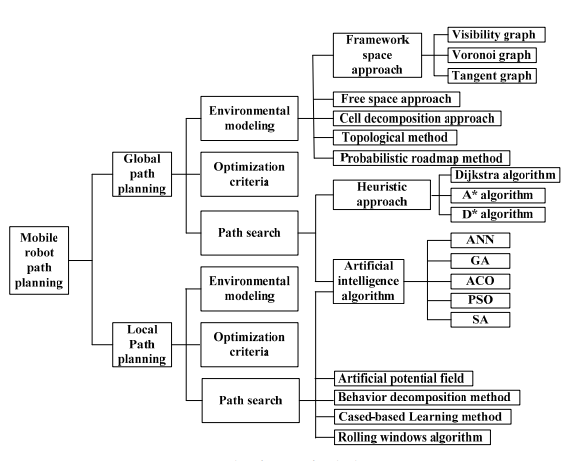 Mobile
robot
path
planning
Global
path
planning
Environmental
modeling
Framework
space
approach
Visibility graph
Voronoi graph
Tangent graph
Free space approach
Cell decomposition approach
Topological method
Probabilistic roadmap method
Optimization
criteria
Path search
Heuristic
approach
Dijkstra algorithm
A* algorithm
D* algorithm
Artificial
intelligence
algorithm
ANN
GA
ACO
PSO
SA
Local
Path
planning
Environmental
modeling
Optimization
criteria
Path search
Artificial potential field
Behavior decomposition method
Cased-based Learning method
Rolling windows algorithm